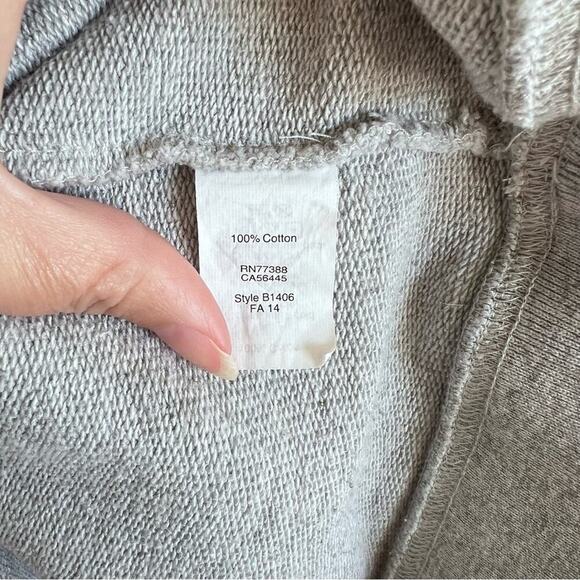 100% Cotton
RN77388
CA56445
Style B1406
FA 14